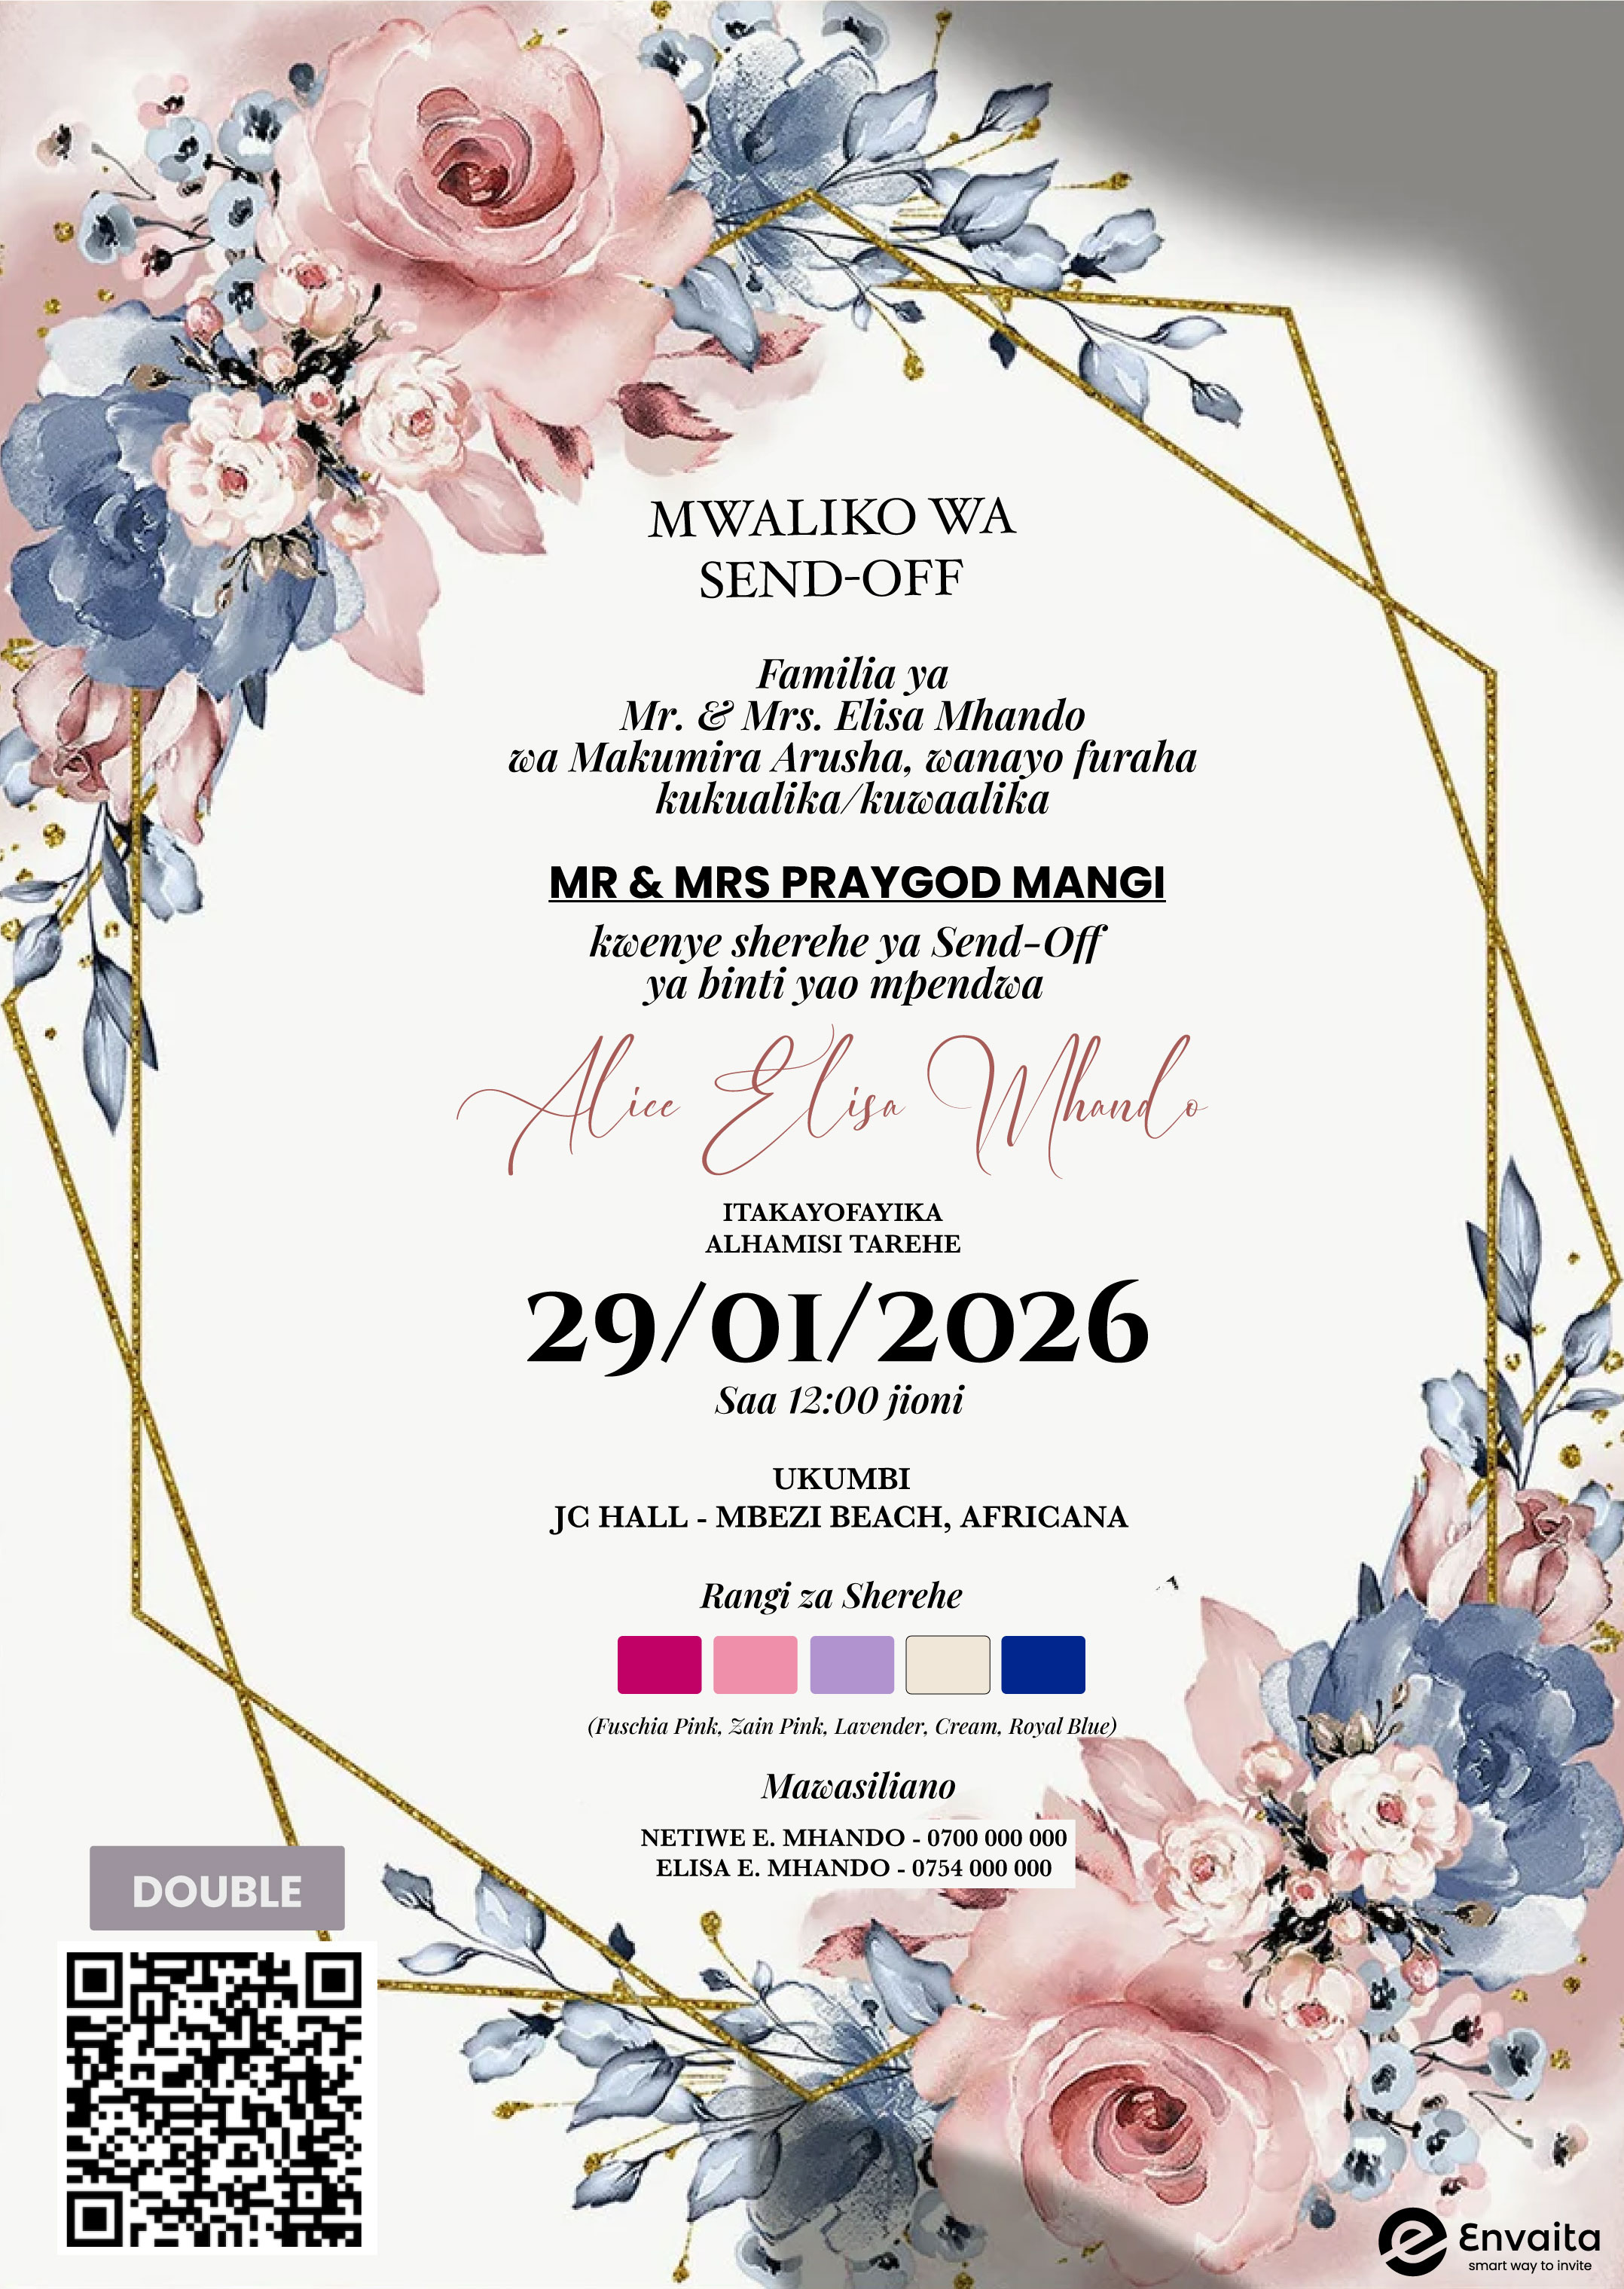 MWALIKO WA
SEND-OFF
Familia ya
Mr. & Mrs. Elisa Mhando
wa Makumira Arusha, wanayo furaha
kukualika/kuwaalika
MR & MRS PRAYGOD MANGI
kwenye sherehe ya Send-Off
ya binti yao mpendwa
Alice Elisa Mhando
ITAKAYOFAYIKA
ALHAMISI TAREHE
29/01/2026
Saa 12:00 jioni
UKUMBI
JC HALL - MBEZI BEACH, AFRICANA
Rangi za Sherehe
(Fuschia Pink, Zain Pink, Lavender, Cream, Royal Blue)
Mawasiliano
NETIWE E. MHANDO - 0700 000 000
ELISA E. MHANDO - 0754 000 000
DOUBLE
Envaita
smart way to invite